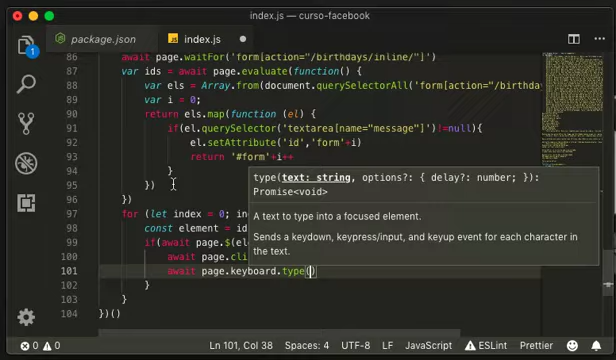 index.js — curso-facebook
package.json
index.js
1
86 await page.waitFor('form[action="/birthdays/inline/"]')
87 var ids = await page.evaluate(function() {
88 var els = Array.from(document.querySelectorAll('form[action="/birthday
89 var i = 0;
90 return els.map(function (el) {
91 if(el.querySelector('textarea[name="message"]')!=null){
92 el.setAttribute('id','form'+i)
93 return '#form'+i++
94 }
95 })
96 })
97 for (let index = 0; in
98 const element = id
99 if(await page.$(ele
100 await page.cli
101 await page.keyboard.type()
102 }
103 }
104 })()
type(text: string, options?: { delay?: number; }):
Promise<void>
A text to type into a focused element.
Sends a keydown, keypress/input, and keyup event for each character in
the text.
0 0 Ln 101, Col 38 Spaces: 4 UTF-8 LF JavaScript ESLint Prettier